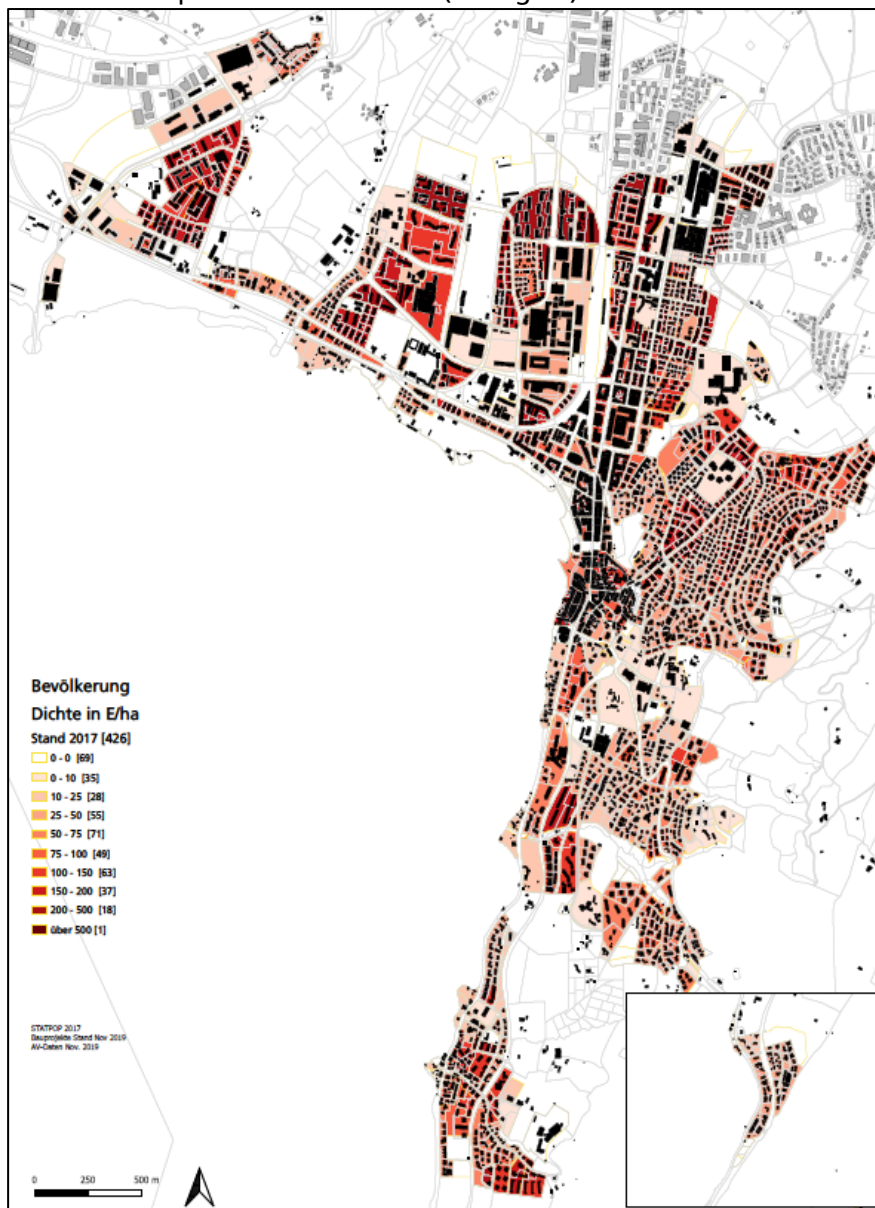 Bevölkerung
Dichte in E/ha
Stand 2017 [426]
0 - 0 [69]
0 - 10 [35]
10 - 25 [28]
25 - 50 [55]
50 - 75 [71]
75 - 100 [49]
100 - 150 [63]
150 - 200 [37]
200 - 500 [18]
über 500 [1]
STATPOP 2017
Bauprojekte Stand Nov 2019
AV-Daten Nov. 2019
0 250 500 m